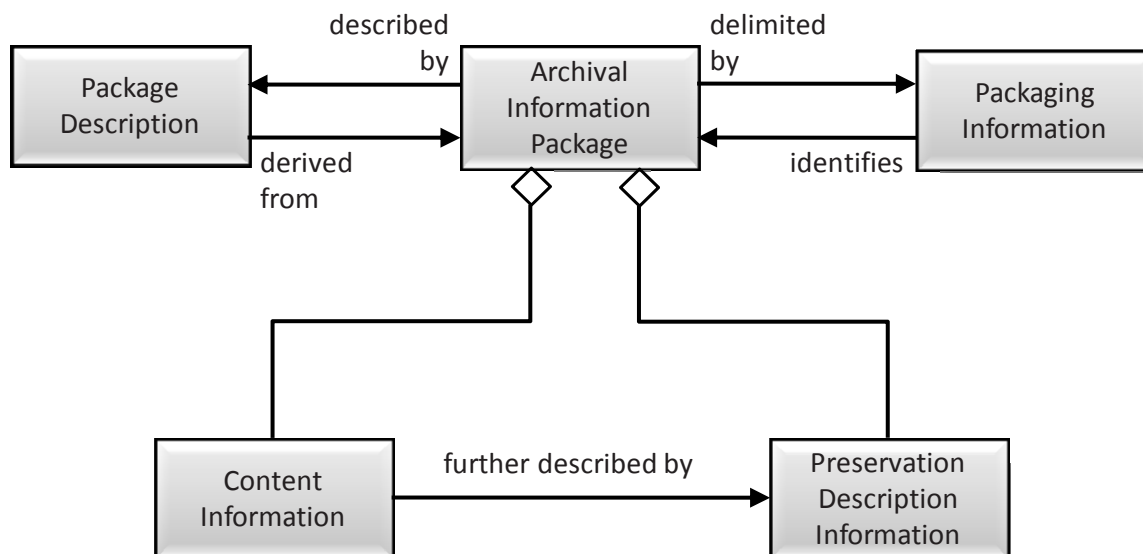 described
by
delimited
by
Package
Description
Archival
Information
Package
Packaging
Information
derived
from
identifies
Content
Information
further described by
Preservation
Description
Information